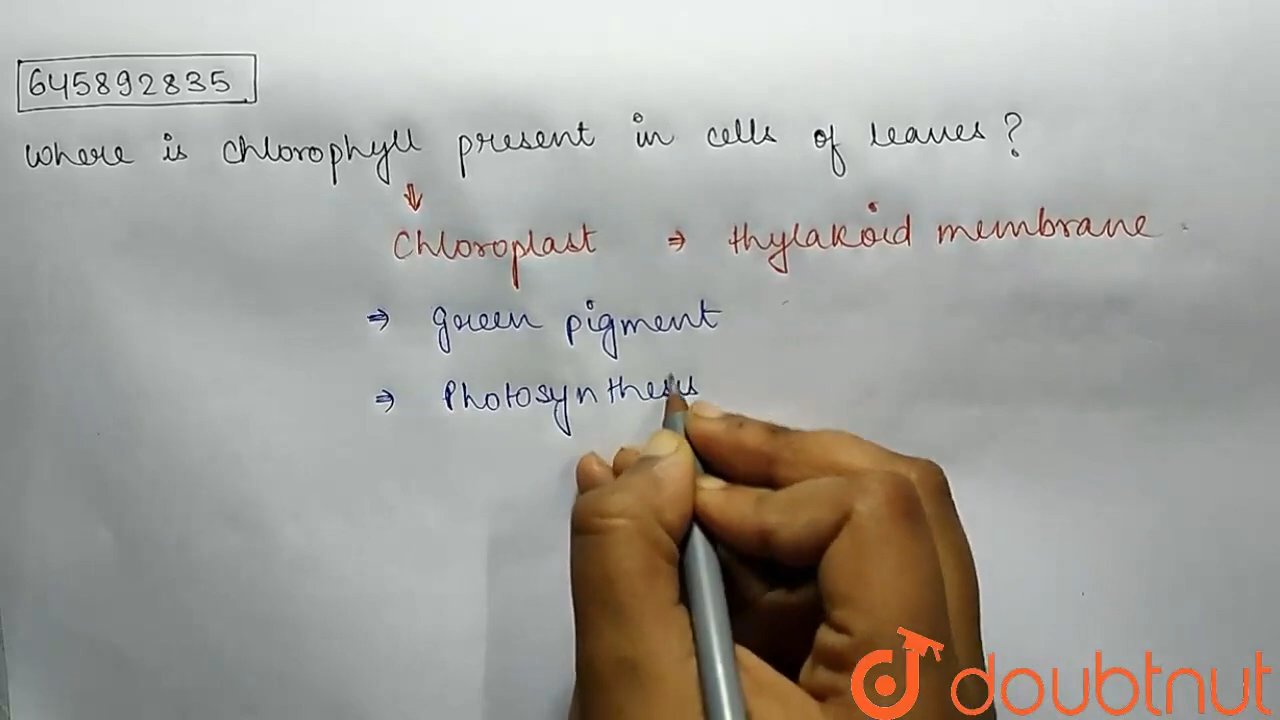 645892835
Where is chlorophyll present in cells of leaves?
⇓
Chloroplast ⇒ thylakoid membrane
⇒ green pigment
⇒ Photosynthesis
doubtnut